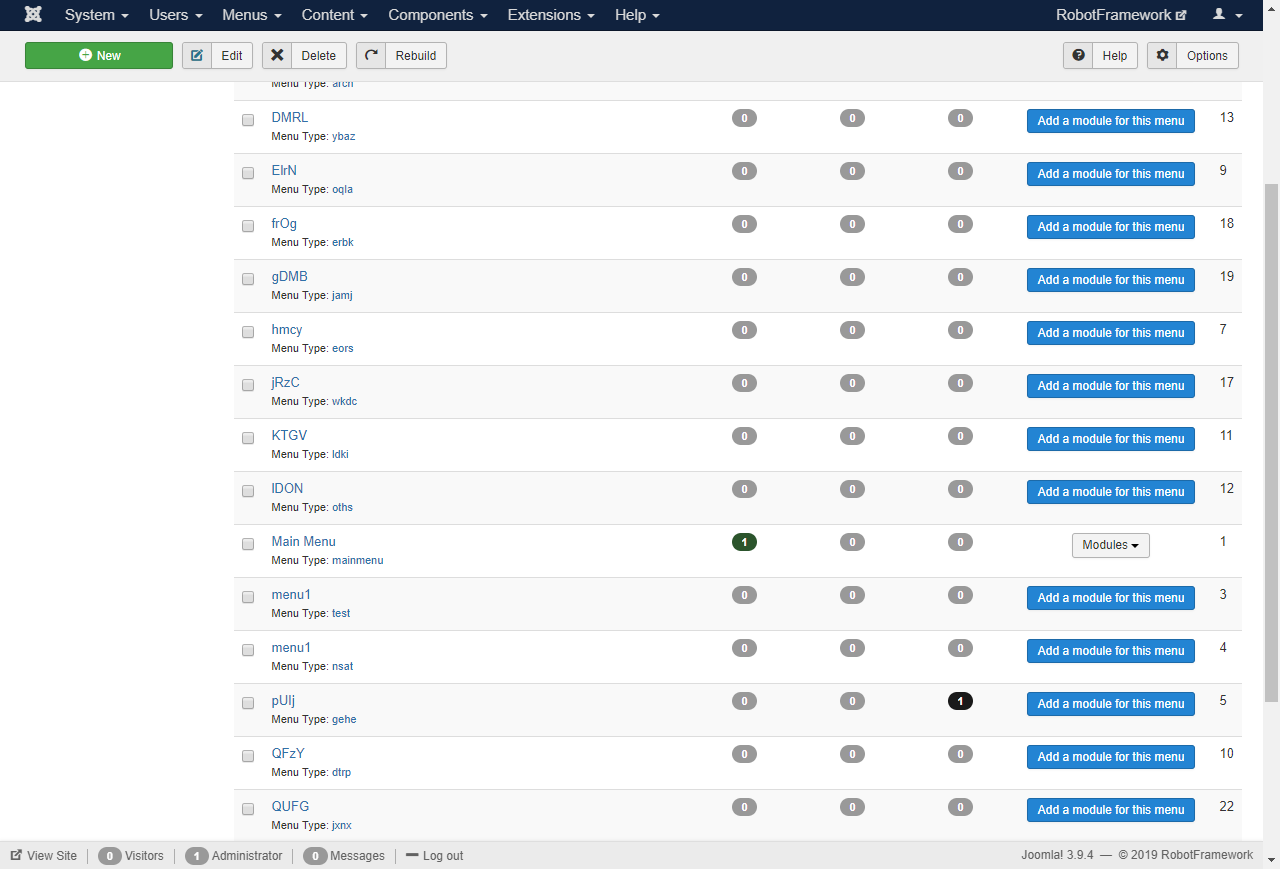 System Users Menus Content Components Extensions Help RobotFramework
New Edit Delete Rebuild Help Options
Menu Type: arch
DMRL 0 0 0 Add a module for this menu 13
Menu Type: ybaz
ElrN 0 0 0 Add a module for this menu 9
Menu Type: oqla
frOg 0 0 0 Add a module for this menu 18
Menu Type: erbk
gDMB 0 0 0 Add a module for this menu 19
Menu Type: jamj
hmcy 0 0 0 Add a module for this menu 7
Menu Type: eors
jRzC 0 0 0 Add a module for this menu 17
Menu Type: wkdc
KTGV 0 0 0 Add a module for this menu 11
Menu Type: ldki
lDON 0 0 0 Add a module for this menu 12
Menu Type: oths
Main Menu 1 0 0 Modules 1
Menu Type: mainmenu
menu1 0 0 0 Add a module for this menu 3
Menu Type: test
menu1 0 0 0 Add a module for this menu 4
Menu Type: nsat
pUIj 0 0 1 Add a module for this menu 5
Menu Type: gehe
QFzY 0 0 0 Add a module for this menu 10
Menu Type: dtrp
QUFG 0 0 0 Add a module for this menu 22
Menu Type: jxnx
View Site 0 Visitors 1 Administrator 0 Messages Log out Joomla! 3.9.4 — © 2019 RobotFramework